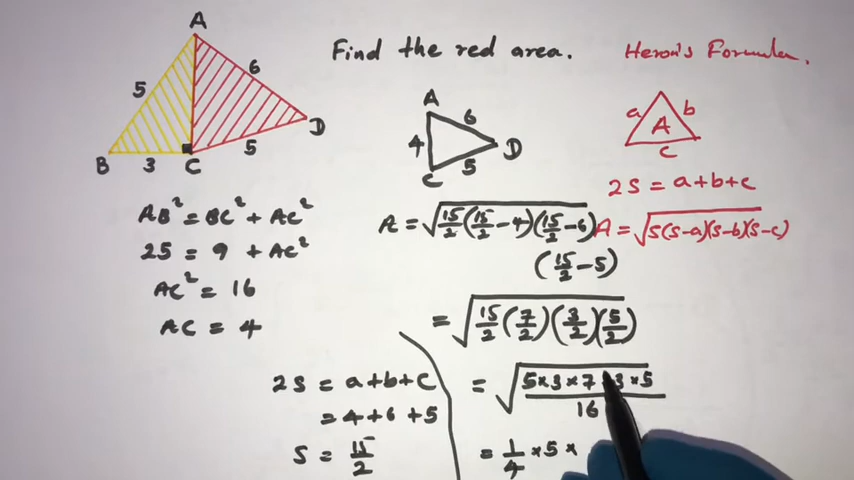 Find the red area.
Heron's Formula.
A
5
6
B
3
C
5
D
A
6
4
D
C
5
a
b
A
c
2S = a+b+c
A = √S(S-a)(S-b)(S-c)
AB² = BC² + AC²
25 = 9 + AC²
AC² = 16
AC = 4
A = √15/2(15/2-4)(15/2-6)
(15/2-5)
= √15/2(7/2)(3/2)(5/2)
2S = a+b+c
= 4+6+5
S = 15/2
= √5×3×7×3×5/16
= 1/4 × 5 ×